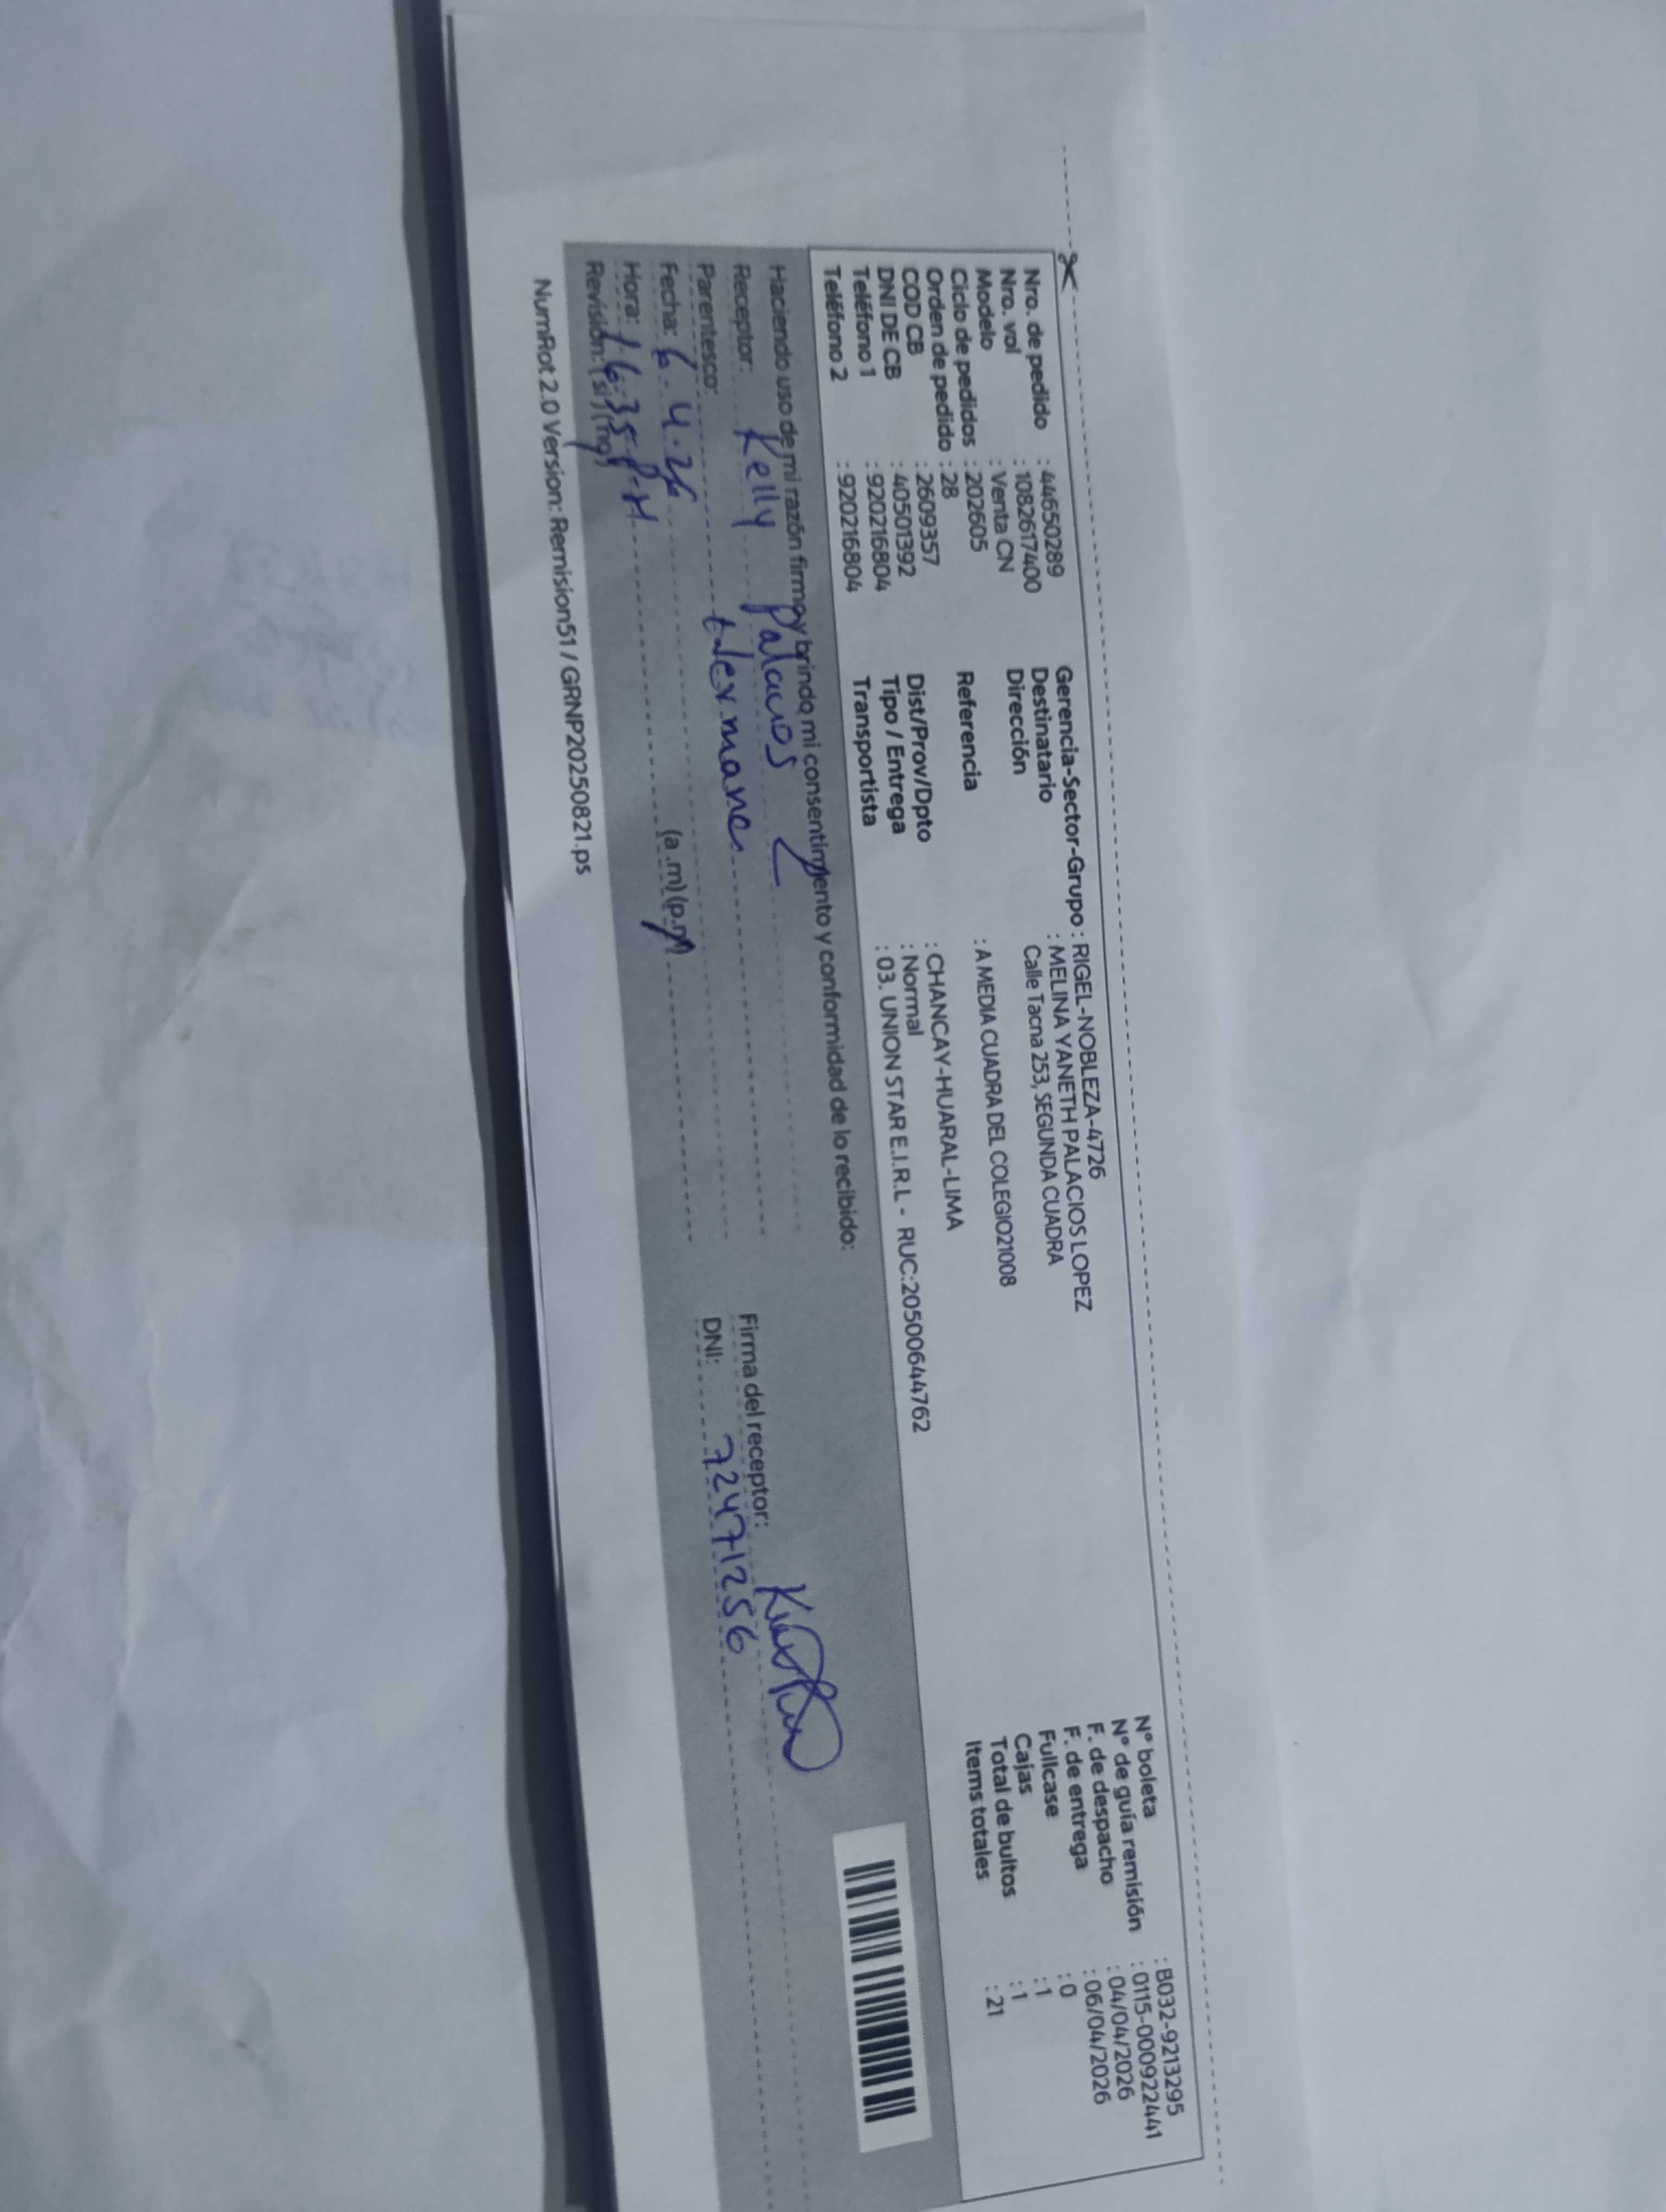 Nro. de pedido : 44650289
Nro. vol : 1082617400
Modelo : Venta CN
Ciclo de pedidos : 202605
Orden de pedido : 28
COD CB : 2609357
DNI DE CB : 40501392
Teléfono 1 : 920216804
Teléfono 2 : 920216804
Gerencia-Sector-Grupo : RIGEL-NOBLEZA-4726
Destinatario : MELINA YANETH PALACIOS LOPEZ
Dirección Calle Tacna 253, SEGUNDA CUADRA
Referencia : A MEDIA CUADRA DEL COLEGIO21008
Dist/Prov/Dpto : CHANCAY-HUARAL-LIMA
Tipo / Entrega : Normal
Transportista : 03. UNION STAR E.I.R.L - RUC:20500644762
N° boleta : B032-9213295
N° de guía remisión : 0115-000922441
F. de despacho : 04/04/2026
F. de entrega : 06/04/2026
Fullcase : 0
Cajas : 1
Total de bultos : 1
Items totales : 21
Haciendo uso de mi razón firmo y brindo mi consentimiento y conformidad de lo recibido:
Receptor: Kelly Palacios L
Parentesco:
Fecha: 6.4.26
Hora: 16:35 P.M (a .m) (p.m)
Revisión: (si) (no)
Firma del receptor:
DNI: 72471256
NumRot 2.0 Version: Remision51 / GRNP20250821.ps